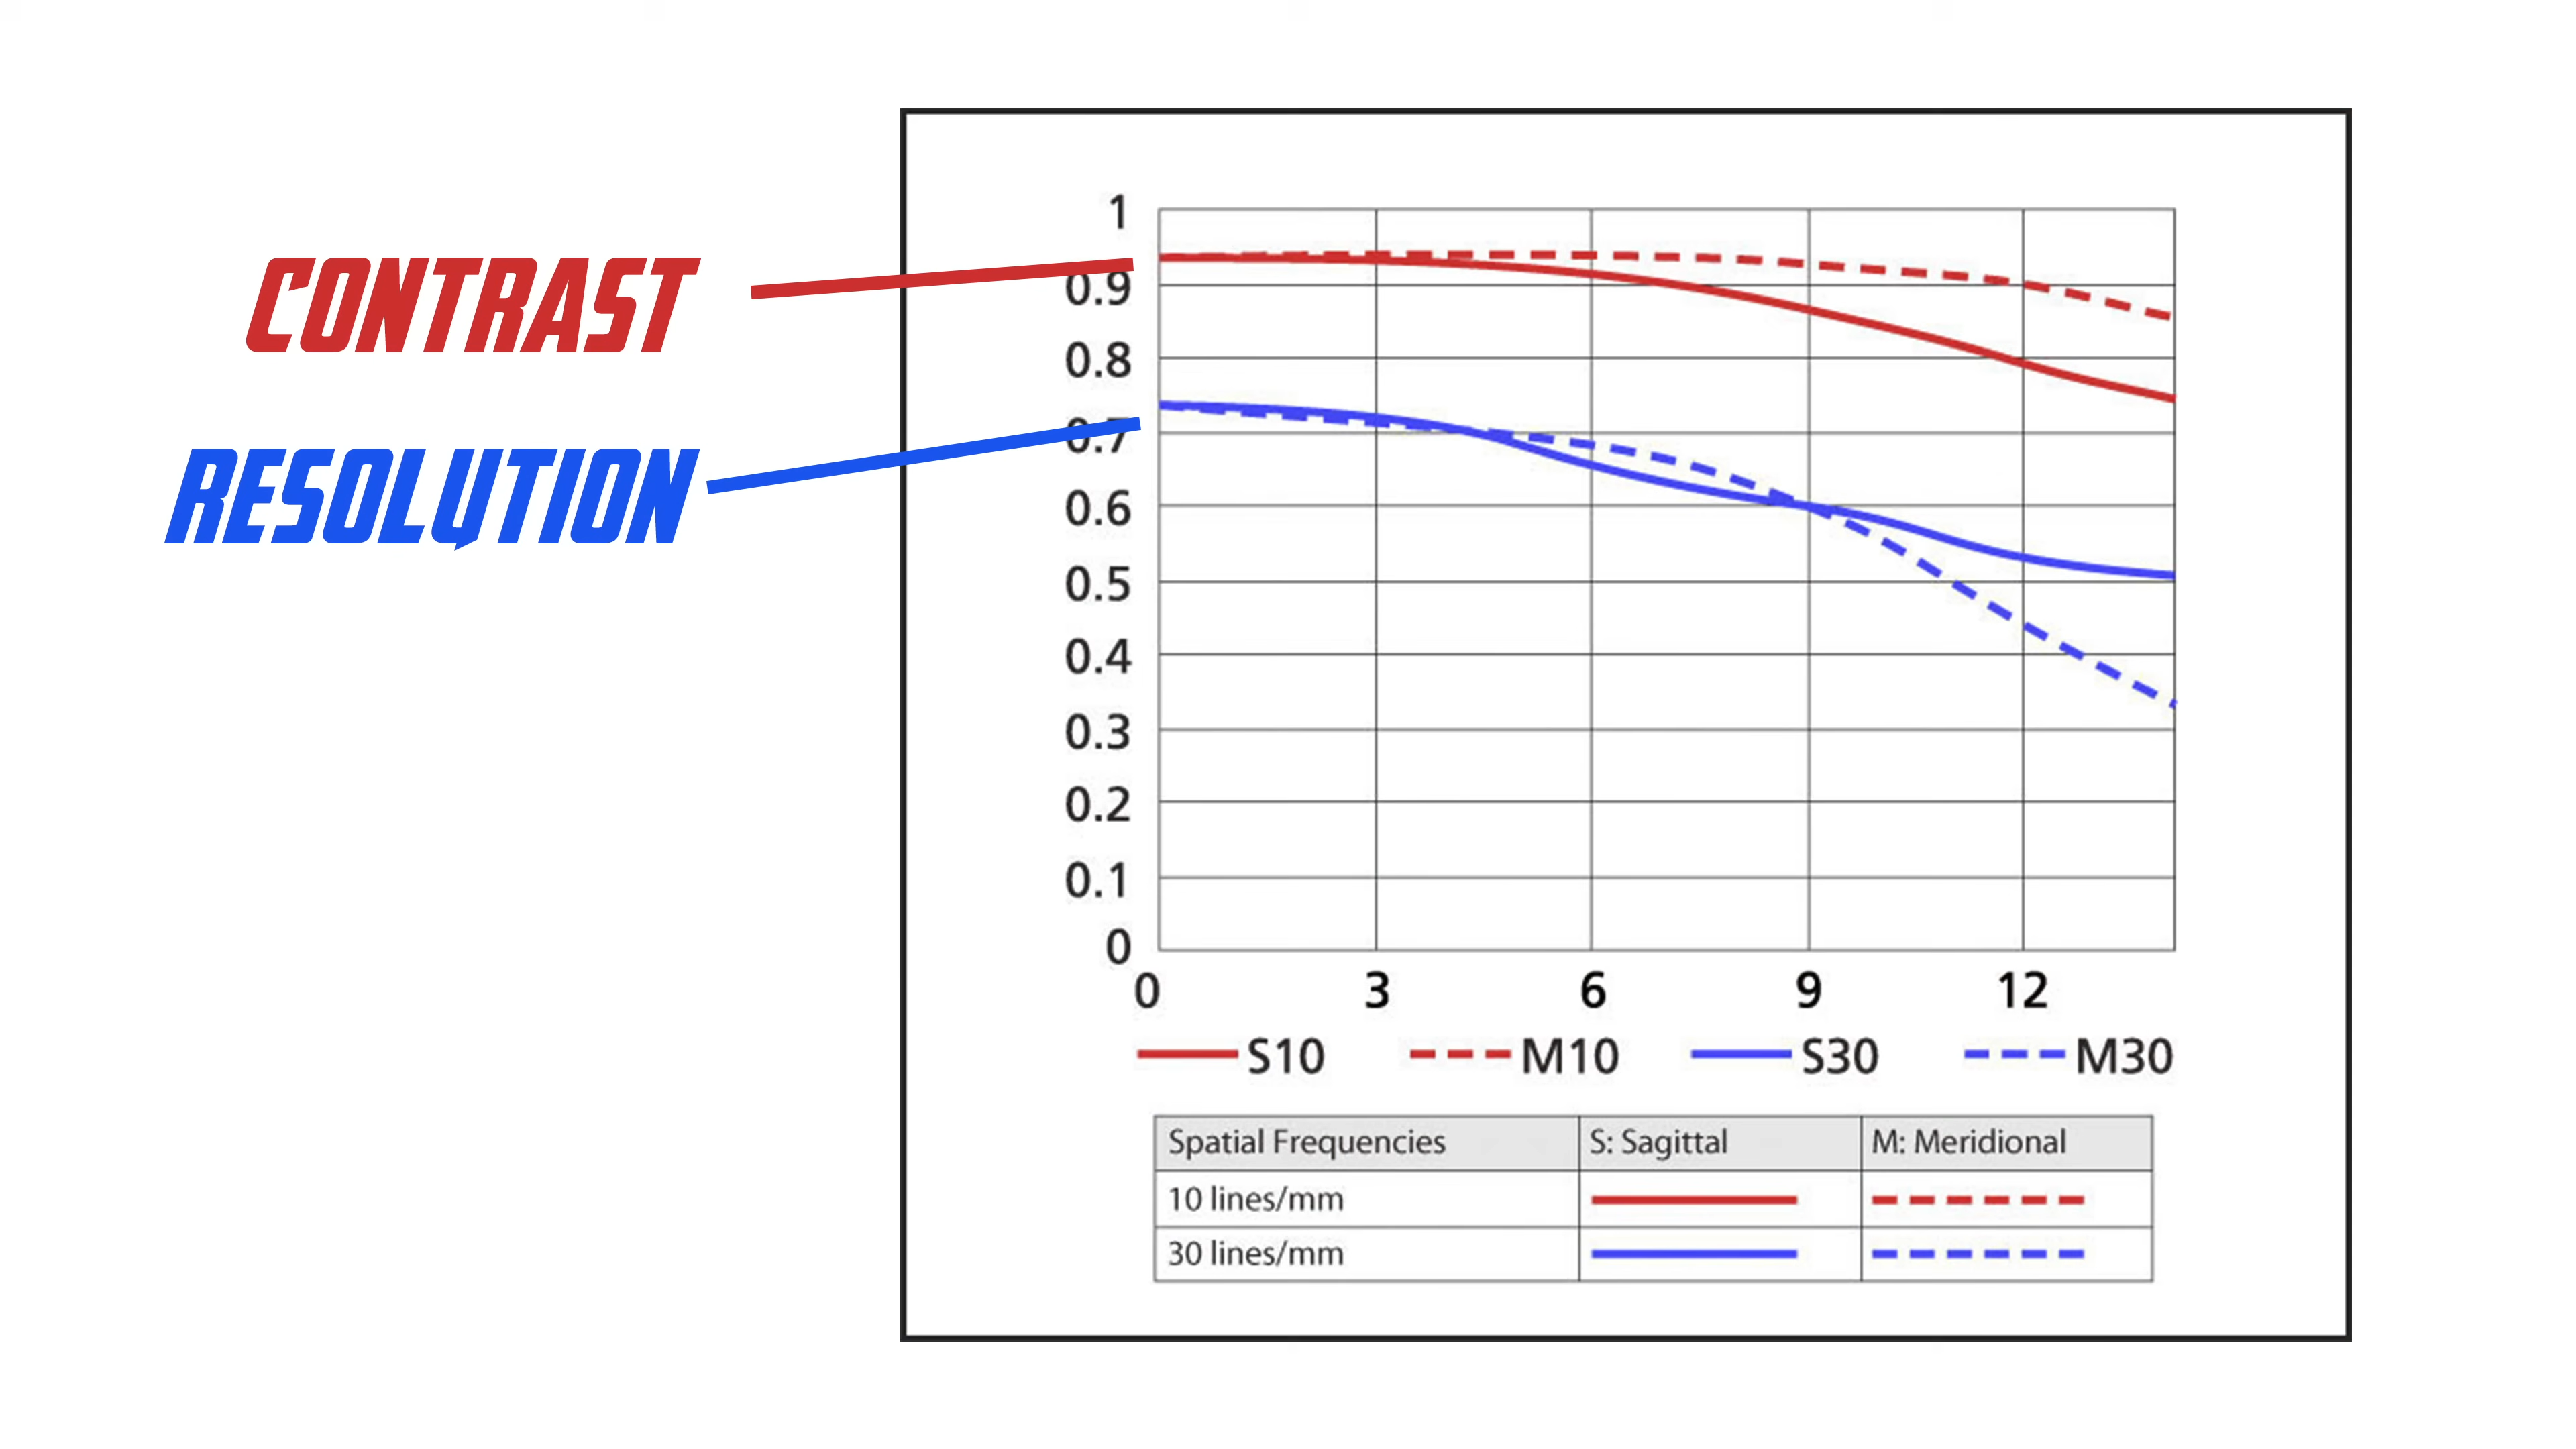 CONTRAST
RESOLUTION
1
0.9
0.8
0.7
0.6
0.5
0.4
0.3
0.2
0.1
0
0 3 6 9 12
S10 M10 S30 M30
Spatial Frequencies S: Sagittal M: Meridional
10 lines/mm
30 lines/mm